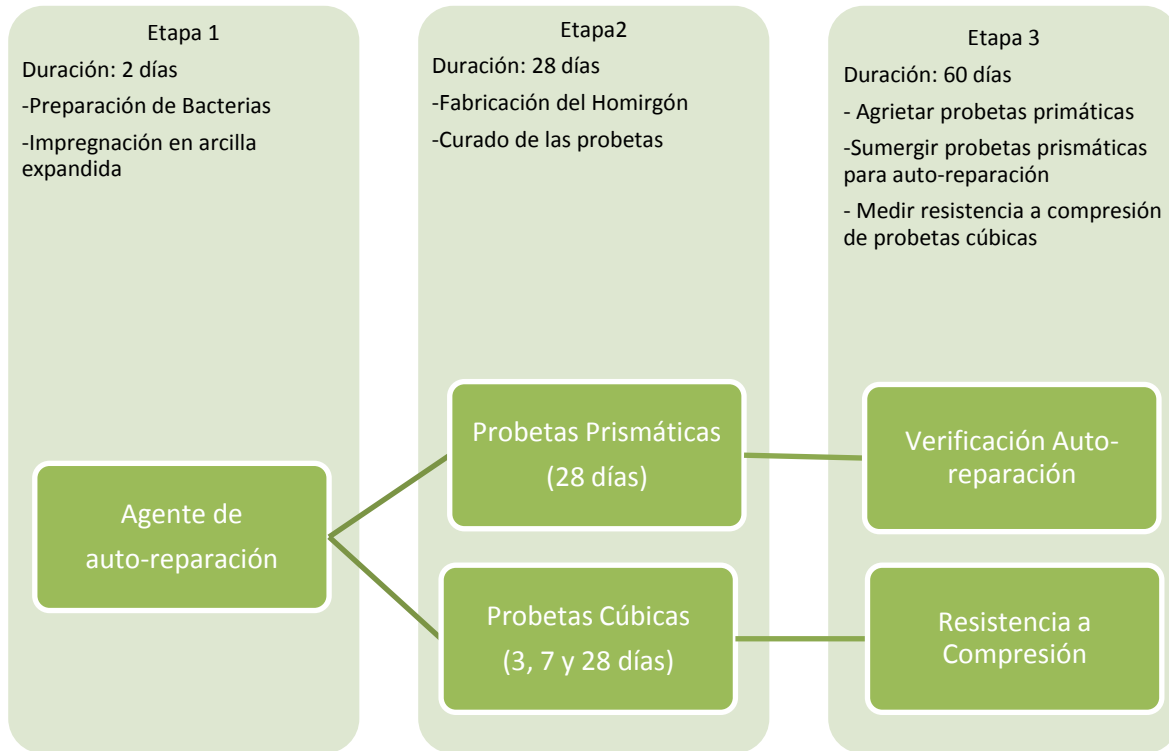 Etapa 1
Duración: 2 días
-Preparación de Bacterias
-Impregnación en arcilla
expandida
Agente de
auto-reparación
Etapa2
Duración: 28 días
-Fabricación del Homirgón
-Curado de las probetas
Probetas Prismáticas
(28 días)
Probetas Cúbicas
(3, 7 y 28 días)
Etapa 3
Duración: 60 días
- Agrietar probetas primáticas
-Sumergir probetas prismáticas
para auto-reparación
- Medir resistencia a compresión
de probetas cúbicas
Verificación Auto-
reparación
Resistencia a
Compresión